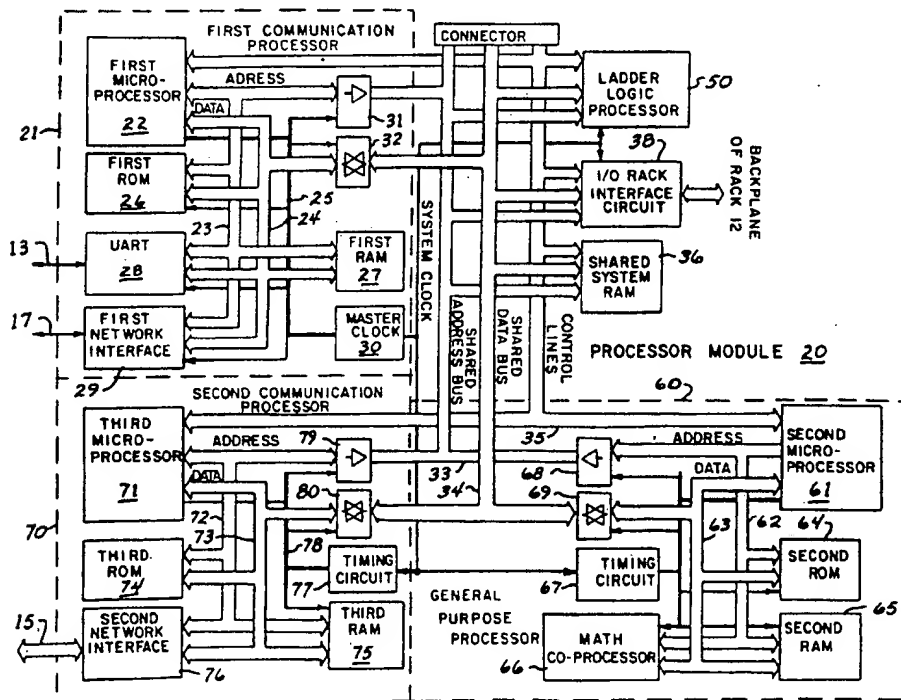 FIRST COMMUNICATION
PROCESSOR
CONNECTOR
FIRST
MICRO-
PROCESSOR
22
ADRESS
DATA
31
32
LADDER
LOGIC
PROCESSOR
50
21
FIRST
ROM
26
25
24
23
38
I/O RACK
INTERFACE
CIRCUIT
BACKPLANE
OF RACK 12
13
UART
28
FIRST
RAM
27
SYSTEM CLOCK
SHARED
SYSTEM
RAM
36
17
FIRST
NETWORK
INTERFACE
29
MASTER
CLOCK
30
SHARED
ADDRESS BUS
SHARED
DATA BUS
CONTROL
LINES
PROCESSOR MODULE 20
SECOND COMMUNICATION
PROCESSOR
60
THIRD
MICRO-
PROCESSOR
71
ADDRESS
79
DATA
80
72
73
78
33
34
35
68
69
ADDRESS
DATA
SECOND
MICRO-
PROCESSOR
61
63
62
64
70
THIRD
ROM
74
77
TIMING
CIRCUIT
67
TIMING
CIRCUIT
SECOND
ROM
15
SECOND
NETWORK
INTERFACE
76
THIRD
RAM
75
GENERAL
PURPOSE
PROCESSOR
66
MATH
CO-PROCESSOR
SECOND
RAM
65